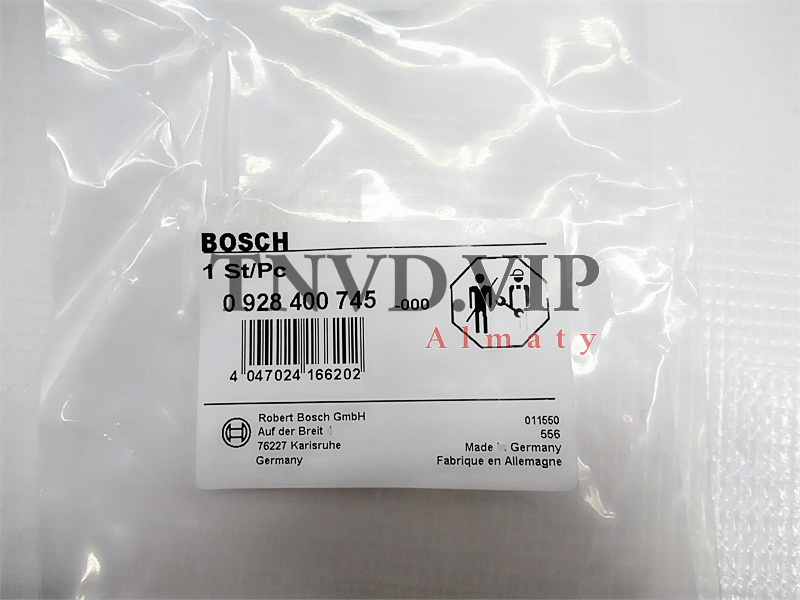 BOSCH
1 St/Pc
TNVD.VIP
0 928 400 745 -000
Almaty
4 047024 166202
Robert Bosch GmbH
Auf der Breit
76227 Karlsruhe
Germany
011550
556
Made in Germany
Fabrique en Allemagne